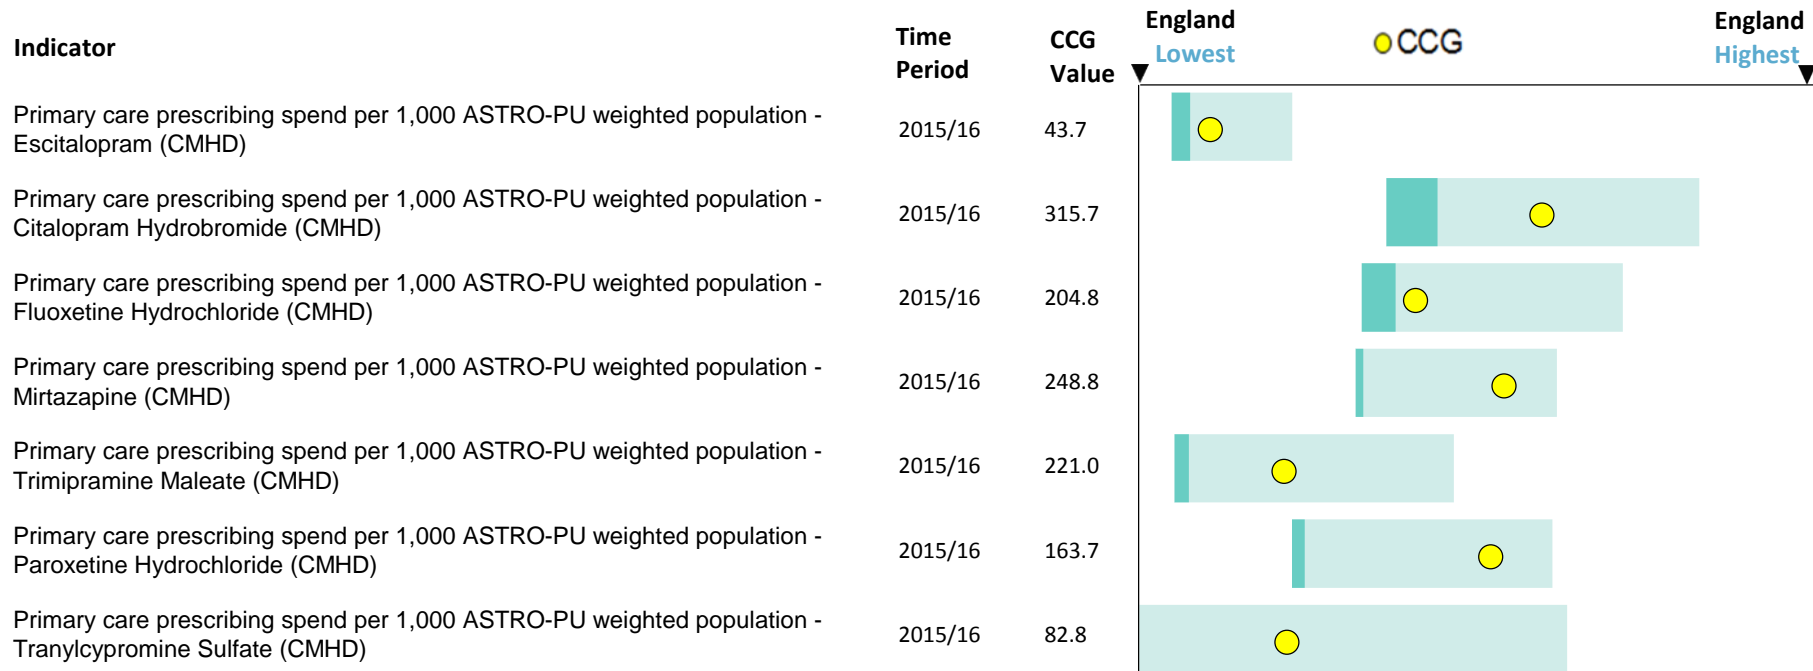 Indicator
Time Period
CCG Value
England Lowest
CCG
England Highest
Primary care prescribing spend per 1,000 ASTRO-PU weighted population -
Escitalopram (CMHD)
2015/16
43.7
Primary care prescribing spend per 1,000 ASTRO-PU weighted population -
Citalopram Hydrobromide (CMHD)
2015/16
315.7
Primary care prescribing spend per 1,000 ASTRO-PU weighted population -
Fluoxetine Hydrochloride (CMHD)
2015/16
204.8
Primary care prescribing spend per 1,000 ASTRO-PU weighted population -
Mirtazapine (CMHD)
2015/16
248.8
Primary care prescribing spend per 1,000 ASTRO-PU weighted population -
Trimipramine Maleate (CMHD)
2015/16
221.0
Primary care prescribing spend per 1,000 ASTRO-PU weighted population -
Paroxetine Hydrochloride (CMHD)
2015/16
163.7
Primary care prescribing spend per 1,000 ASTRO-PU weighted population -
Tranylcypromine Sulfate (CMHD)
2015/16
82.8